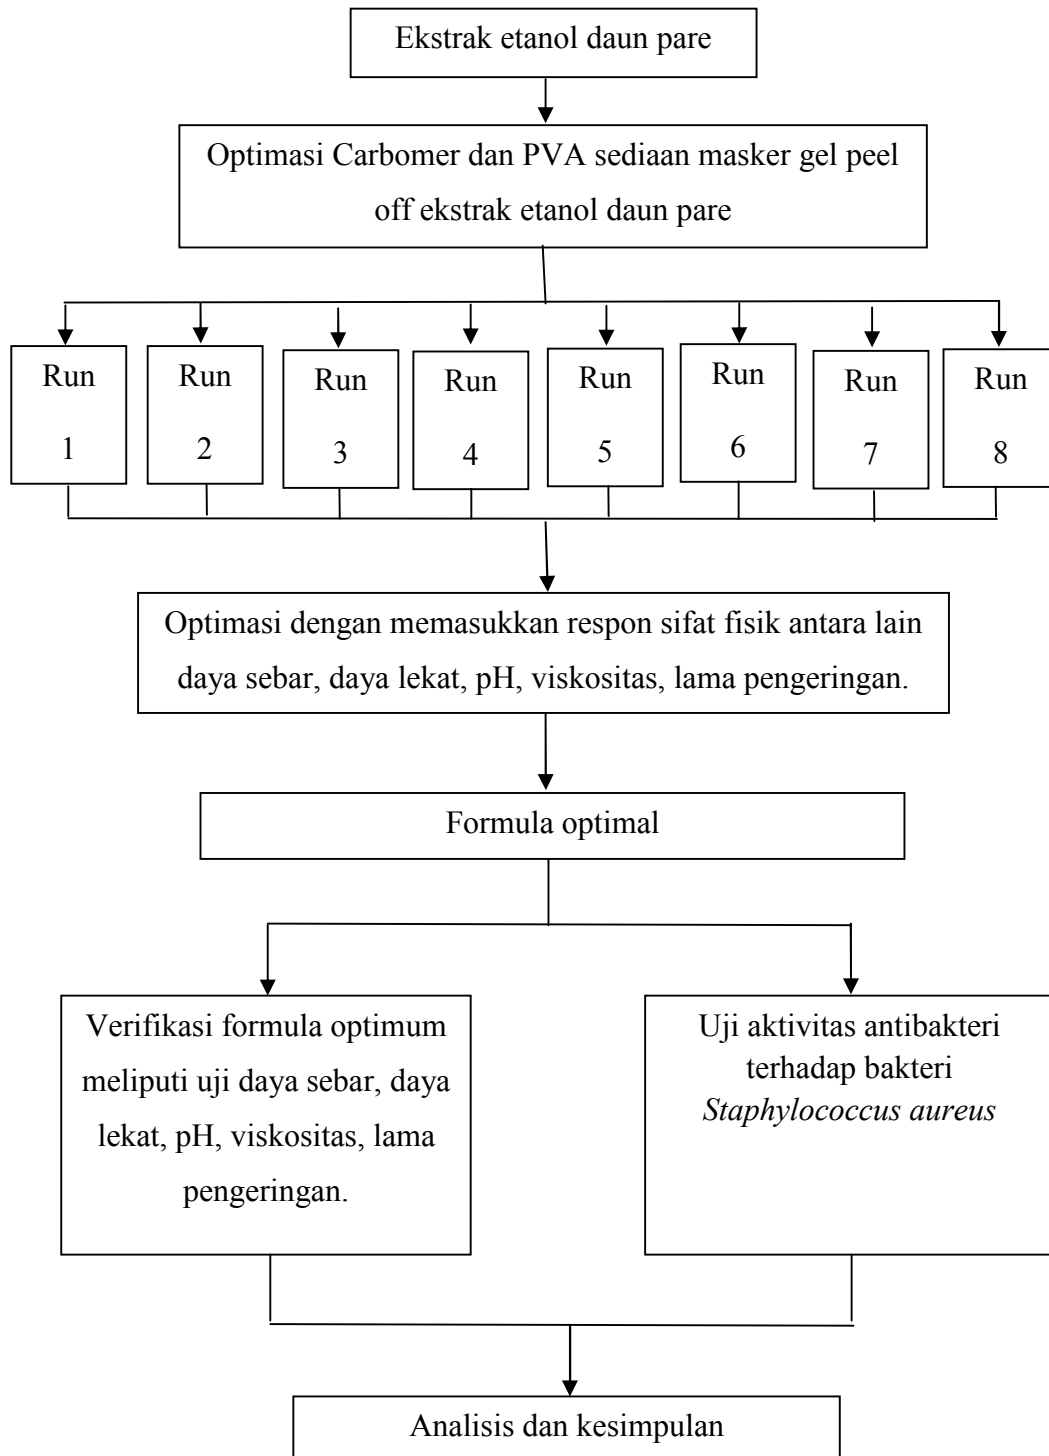 Ekstrak etanol daun pare
Optimasi Carbomer dan PVA sediaan masker gel peel
off ekstrak etanol daun pare
Run
1
Run
2
Run
3
Run
4
Run
5
Run
6
Run
7
Run
8
Optimasi dengan memasukkan respon sifat fisik antara lain
daya sebar, daya lekat, pH, viskositas, lama pengeringan.
Formula optimal
Verifikasi formula optimum
meliputi uji daya sebar, daya
lekat, pH, viskositas, lama
pengeringan.
Uji aktivitas antibakteri
terhadap bakteri
Staphylococcus aureus
Analisis dan kesimpulan